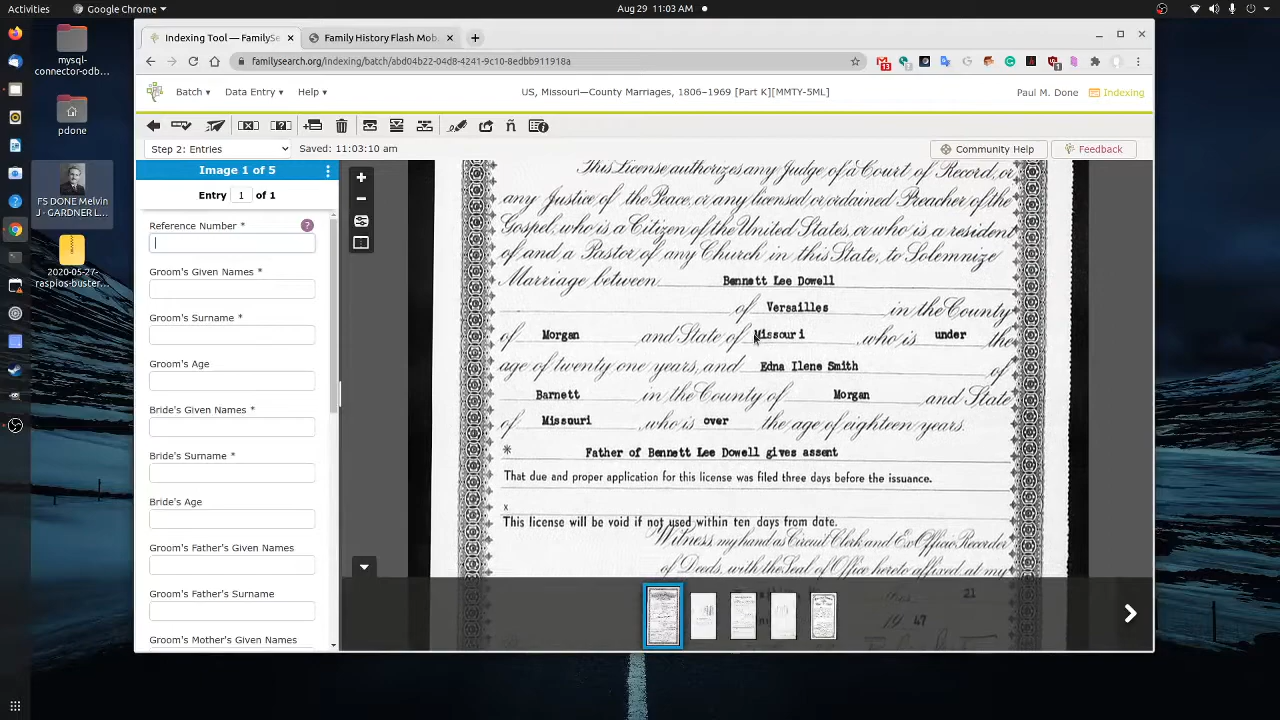 Activities
Google Chrome
Aug 29 11:03 AM
mysql-
connector-odb...
pdone
FS DONE Melvin
J - GARDNER L...
2020-05-27-
raspios-buster...
Indexing Tool — FamilySe
Family History Flash Mob.
familysearch.org/indexing/batch/abd04b22-04d8-4241-9c10-8edbb911918a
13
Batch
Data Entry
Help
US, Missouri—County Marriages, 1806–1969 [Part K][MMTY-5ML]
Paul M. Done
Indexing
ñ
Step 2: Entries
Saved: 11:03:10 am
Community Help
Feedback
Image 1 of 5
Entry 1 of 1
Reference Number *
Groom's Given Names *
Groom's Surname *
Groom's Age
Bride's Given Names *
Bride's Surname *
Bride's Age
Groom's Father's Given Names
Groom's Father's Surname
Groom's Mother's Given Names
This License authorizes any Judge of a Court of Record, or
any Justice of the Peace, or any licensed or ordained Preacher of the
Gospel, who is a Citizen of the United States, or who is a resident
of and a Pastor of any Church in this State, to Solemnize
Marriage between Bennett Lee Dowell
of Versailles in the County
of Morgan and State of Missouri, who is under the
age of twenty one years, and Edna Ilene Smith of
Barnett in the County of Morgan and State
of Missouri, who is over the age of eighteen years.
* Father of Bennett Lee Dowell gives assent
That due and proper application for this license was filed three days before the issuance.
x
This license will be void if not used within ten days from date.
Witness, my hand as Circuit Clerk and Ex Officio Recorder
of Deeds, with the Seal of Office hereto affixed, at my
21
19 47